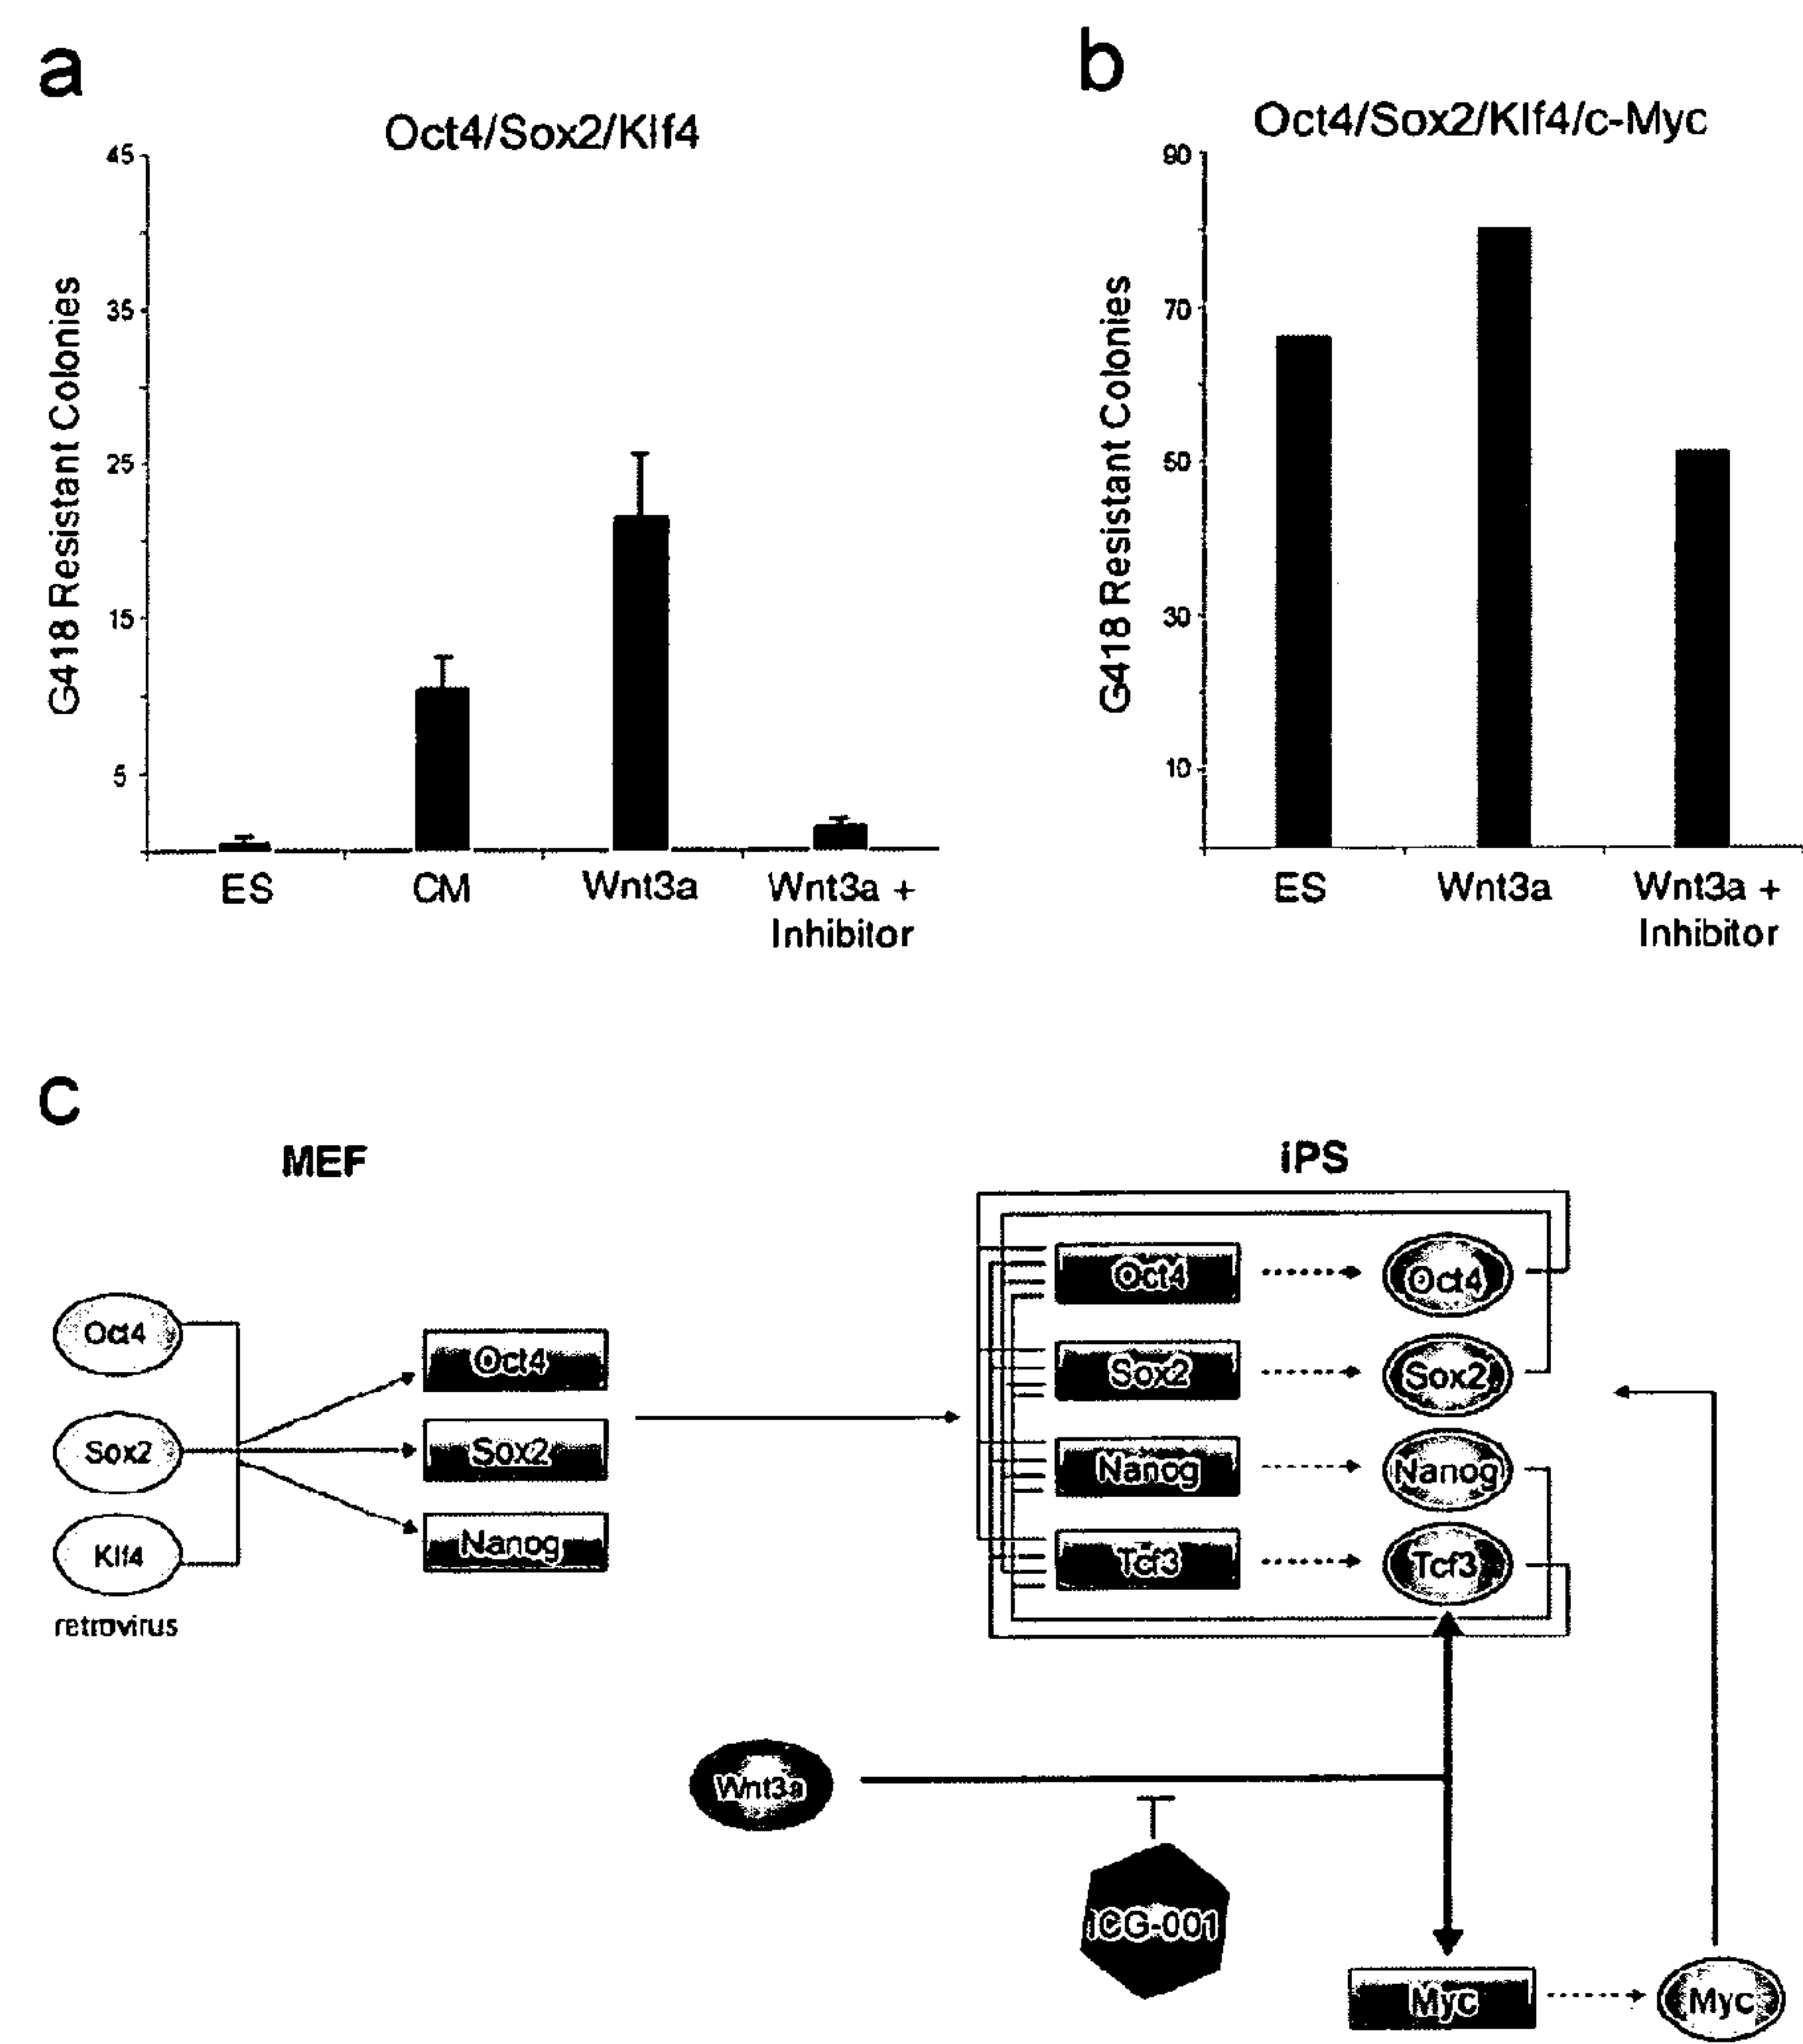 a
Oct4/Sox2/Klf4
G418 Resistant Colonies
45
35
25
15
5
ES
CM
Wnt3a
Wnt3a +
Inhibitor
b
Oct4/Sox2/Klf4/c-Myc
G418 Resistant Colonies
90
70
50
30
10
ES
Wnt3a
Wnt3a +
Inhibitor
c
MEF
Oct4
Sox2
Klf4
retrovirus
Oct4
Sox2
Nanog
iPS
Oct4
Oct4
Sox2
Sox2
Nanog
Nanog
Tcf3
Tcf3
Wnt3a
ICG-001
Myc
Myc